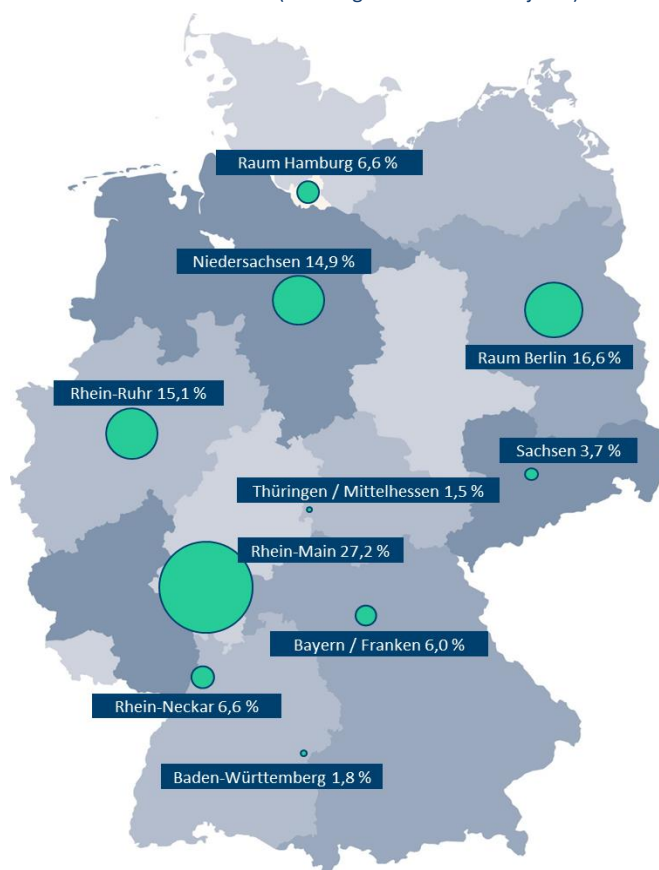 Raum Hamburg 6,6 %
Niedersachsen 14,9 %
Raum Berlin 16,6 %
Rhein-Ruhr 15,1 %
Sachsen 3,7 %
Thüringen / Mittelhessen 1,5 %
Rhein-Main 27,2 %
Bayern / Franken 6,0 %
Rhein-Neckar 6,6 %
Baden-Württemberg 1,8 %